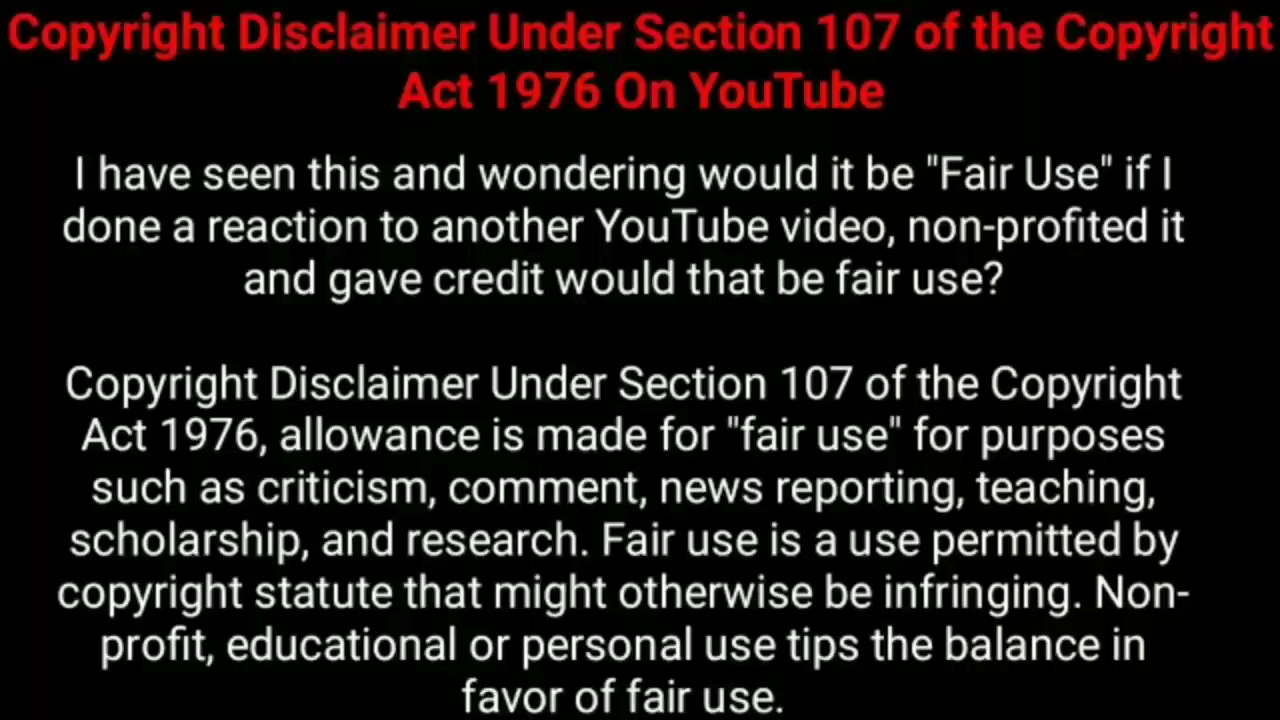 Copyright Disclaimer Under Section 107 of the Copyright
Act 1976 On YouTube
I have seen this and wondering would it be "Fair Use" if I
done a reaction to another YouTube video, non-profited it
and gave credit would that be fair use?
Copyright Disclaimer Under Section 107 of the Copyright
Act 1976, allowance is made for "fair use" for purposes
such as criticism, comment, news reporting, teaching,
scholarship, and research. Fair use is a use permitted by
copyright statute that might otherwise be infringing. Non-
profit, educational or personal use tips the balance in
favor of fair use.